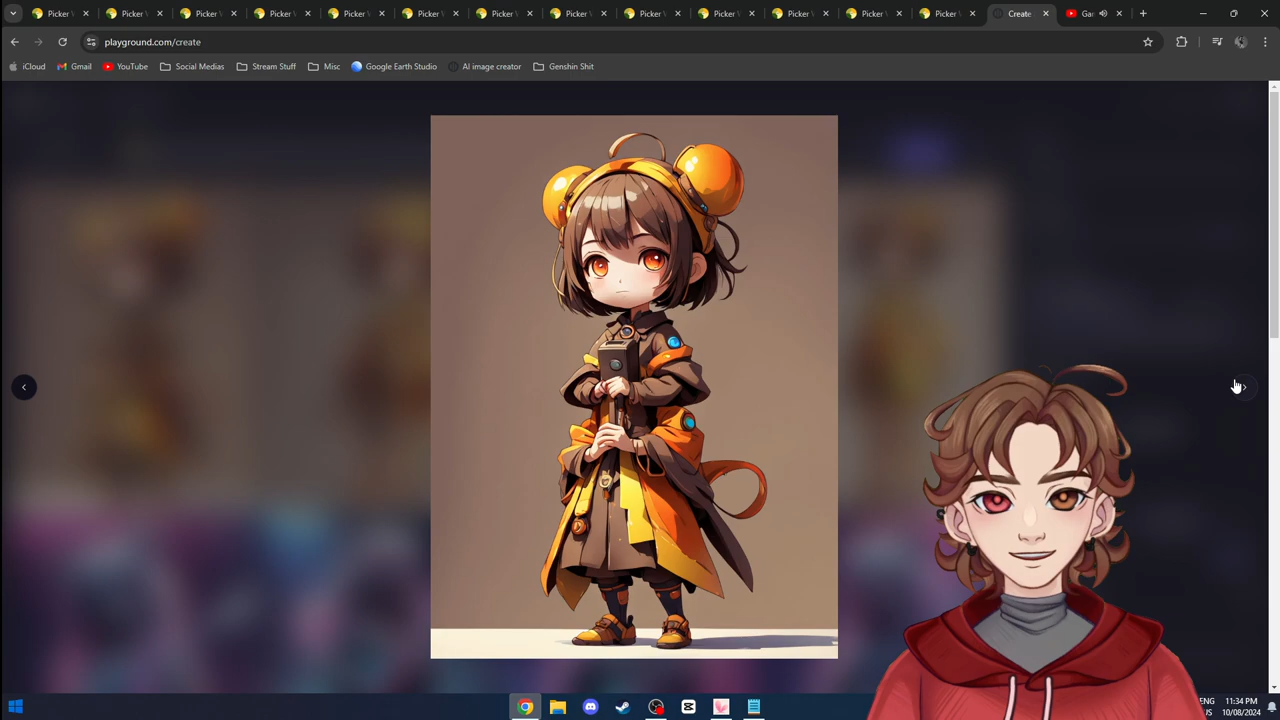 Picker Picker Picker Picker Picker Picker Picker Picker Picker Picker Picker Picker Picker Create Gar
playground.com/create
iCloud Gmail YouTube Social Medias Stream Stuff Misc Google Earth Studio AI image creator Genshin Shit
ENG 11:34 PM
JS 10/08/2024